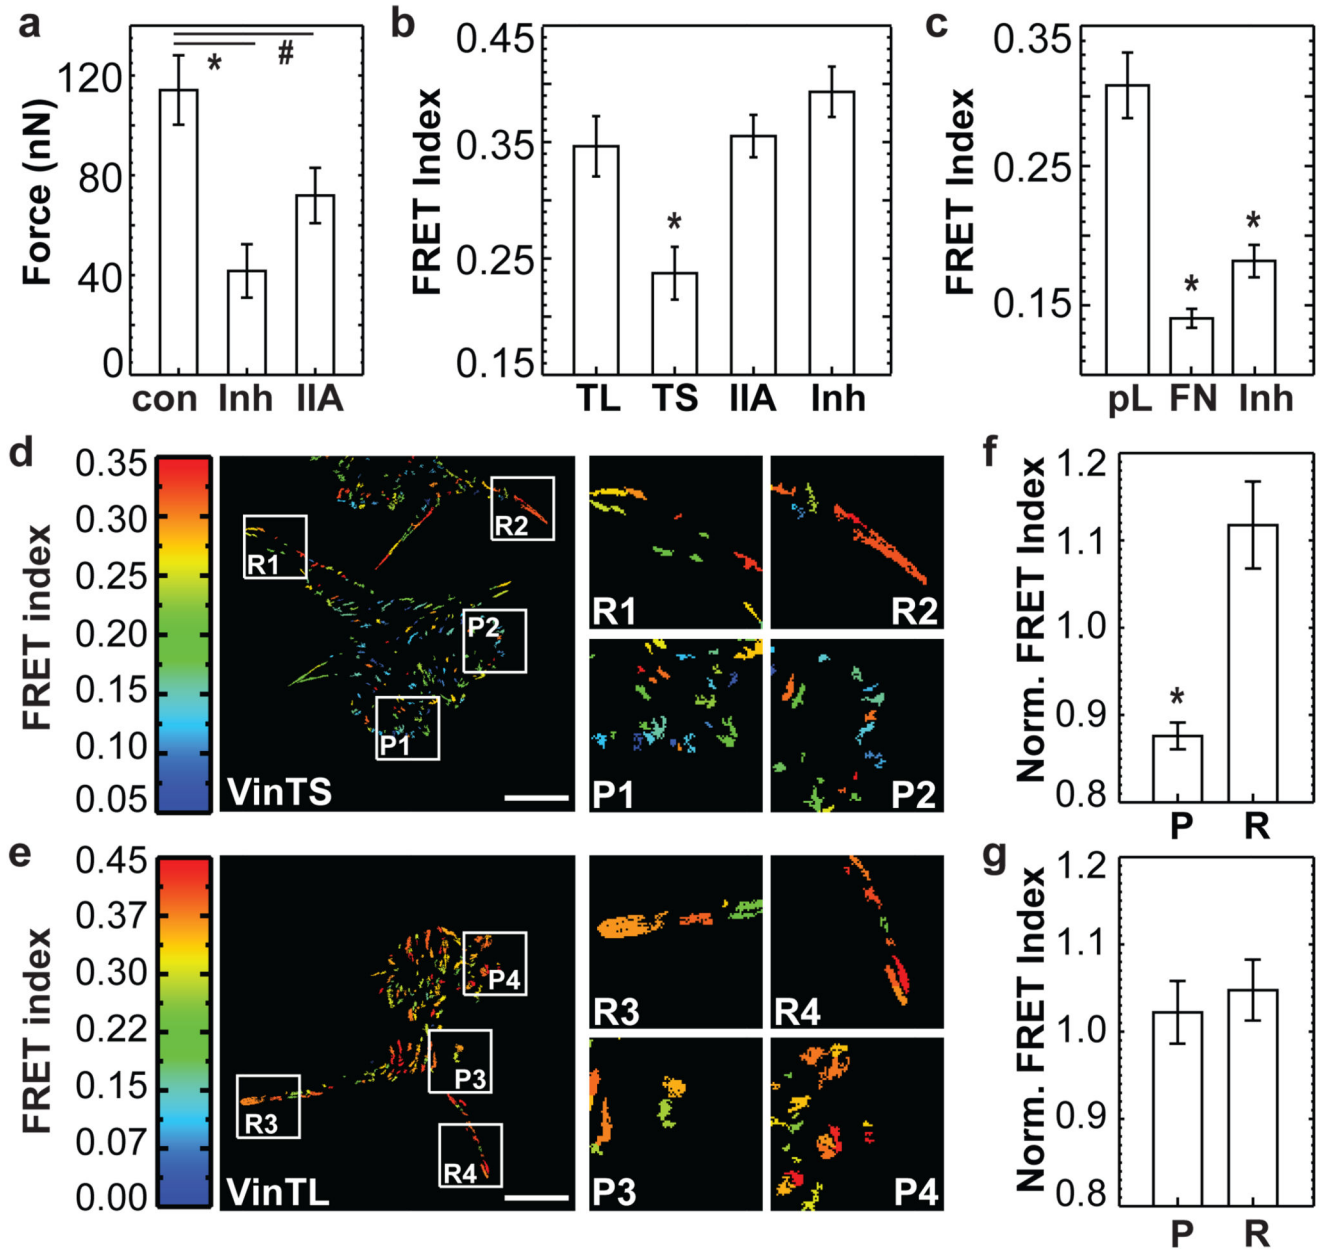 a
Force (nN)
120
80
40
0
*
#
con Inh IIA
b
FRET Index
0.45
0.35
0.25
0.15
*
TL TS IIA Inh
c
FRET Index
0.35
0.25
0.15
*
*
pL FN Inh
d
FRET index
0.35
0.30
0.25
0.20
0.15
0.10
0.05
R1
R2
P2
P1
VinTS
R1
R2
P1
P2
e
FRET index
0.45
0.37
0.30
0.22
0.15
0.07
0.00
P4
P3
R3
R4
VinTL
R3
R4
P3
P4
f
Norm. FRET Index
1.2
1.1
1.0
0.9
0.8
*
P R
g
Norm. FRET Index
1.2
1.1
1.0
0.9
0.8
P R